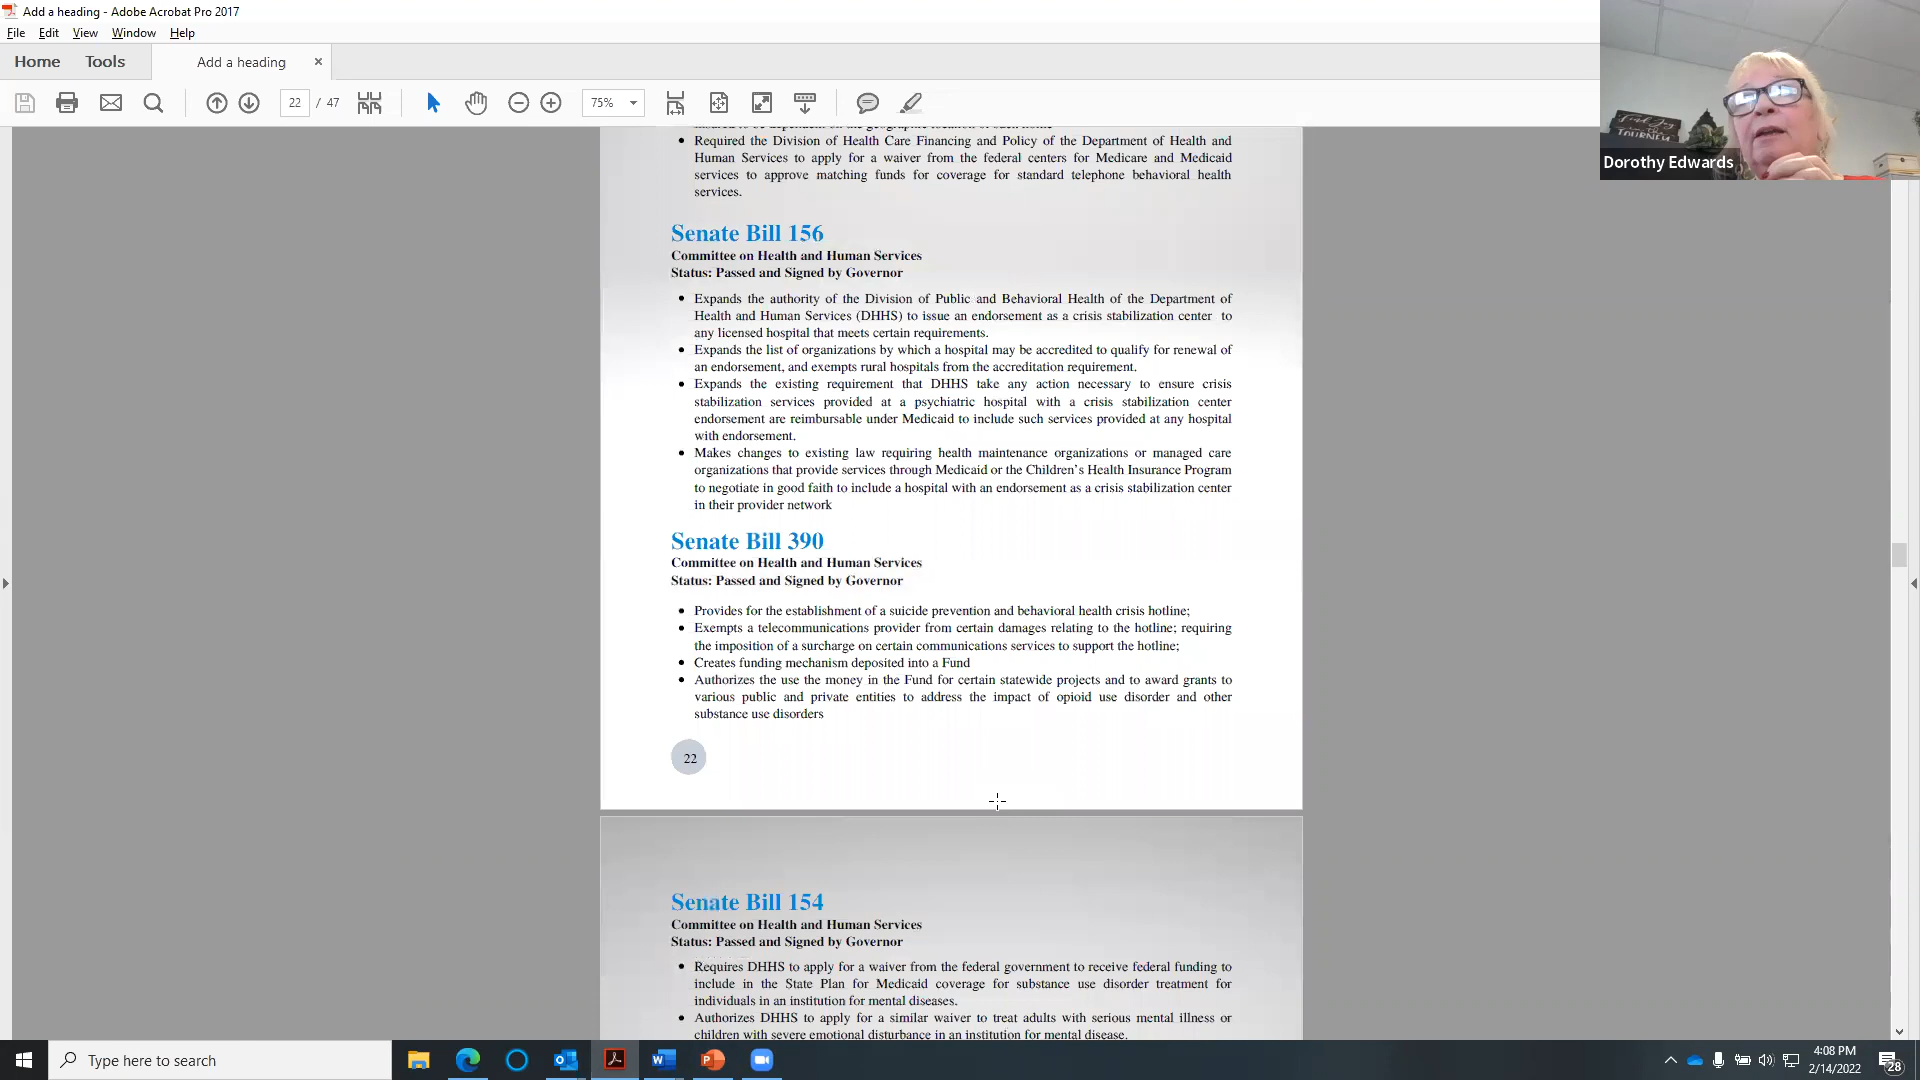 Add a heading - Adobe Acrobat Pro 2017
File Edit View Window Help
Home Tools Add a heading ×
22 / 47 75%
Dorothy Edwards
Required the Division of Health Care Financing and Policy of the Department of Health and
Human Services to apply for a waiver from the federal centers for Medicare and Medicaid
services to approve matching funds for coverage for standard telephone behavioral health
services.
Senate Bill 156
Committee on Health and Human Services
Status: Passed and Signed by Governor
• Expands the authority of the Division of Public and Behavioral Health of the Department of
Health and Human Services (DHHS) to issue an endorsement as a crisis stabilization center to
any licensed hospital that meets certain requirements.
• Expands the list of organizations by which a hospital may be accredited to qualify for renewal of
an endorsement, and exempts rural hospitals from the accreditation requirement.
• Expands the existing requirement that DHHS take any action necessary to ensure crisis
stabilization services provided at a psychiatric hospital with a crisis stabilization center
endorsement are reimbursable under Medicaid to include such services provided at any hospital
with endorsement.
• Makes changes to existing law requiring health maintenance organizations or managed care
organizations that provide services through Medicaid or the Children's Health Insurance Program
to negotiate in good faith to include a hospital with an endorsement as a crisis stabilization center
in their provider network
Senate Bill 390
Committee on Health and Human Services
Status: Passed and Signed by Governor
• Provides for the establishment of a suicide prevention and behavioral health crisis hotline;
• Exempts a telecommunications provider from certain damages relating to the hotline; requiring
the imposition of a surcharge on certain communications services to support the hotline;
• Creates funding mechanism deposited into a Fund
• Authorizes the use the money in the Fund for certain statewide projects and to award grants to
various public and private entities to address the impact of opioid use disorder and other
substance use disorders
22
Senate Bill 154
Committee on Health and Human Services
Status: Passed and Signed by Governor
• Requires DHHS to apply for a waiver from the federal government to receive federal funding to
include in the State Plan for Medicaid coverage for substance use disorder treatment for
individuals in an institution for mental diseases.
• Authorizes DHHS to apply for a similar waiver to treat adults with serious mental illness or
children with severe emotional disturbance in an institution for mental disease.
Type here to search
4:08 PM
2/14/2022
28